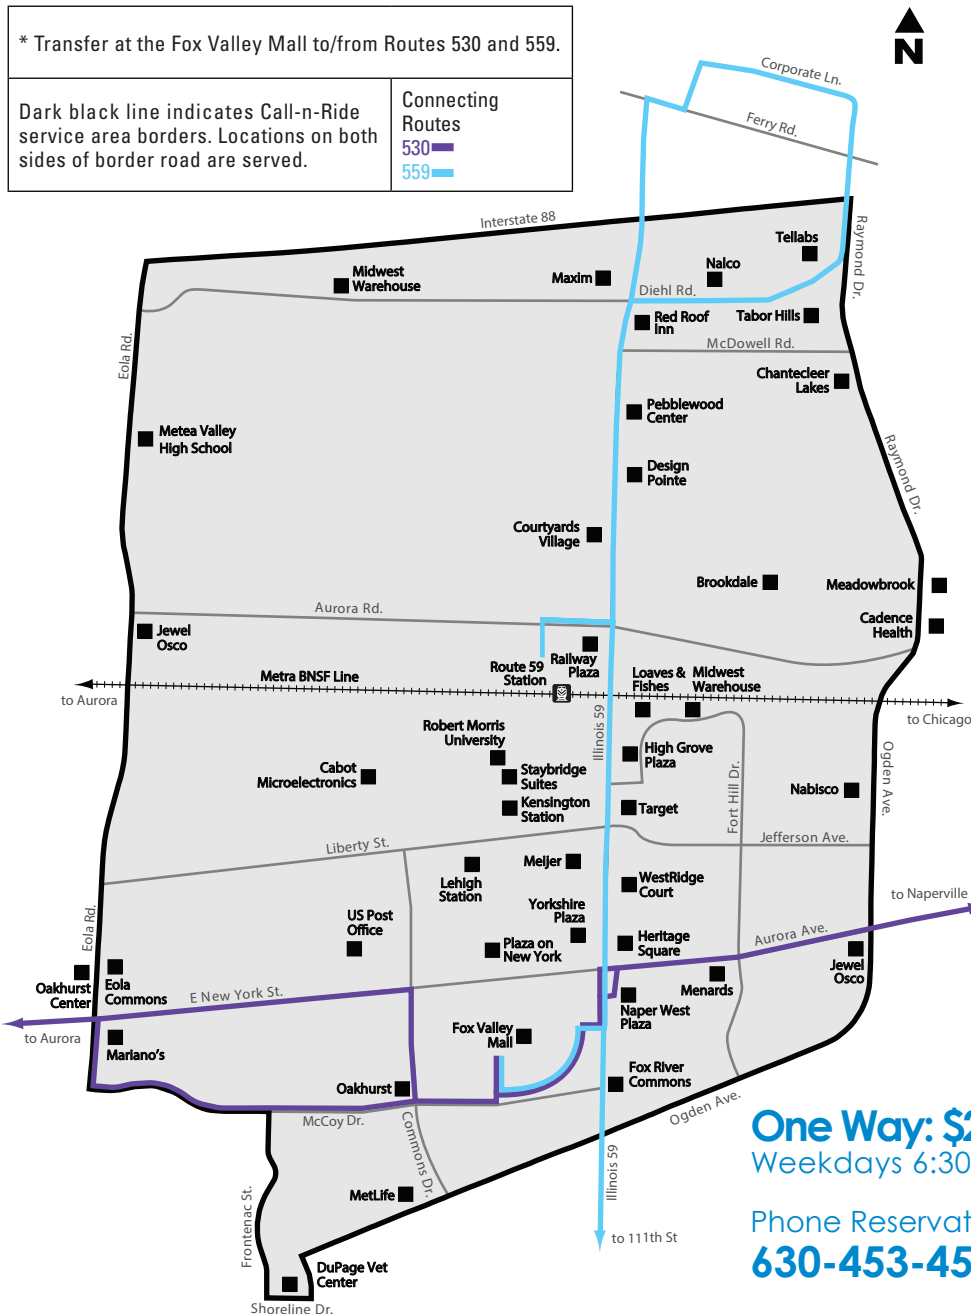 * Transfer at the Fox Valley Mall to/from Routes 530 and 559.
Dark black line indicates Call-n-Ride
service area borders. Locations on both
sides of border road are served.
Connecting
Routes
530
559
N
Corporate Ln.
Ferry Rd.
Interstate 88
Raymond Dr.
Tellabs
Nalco
Maxim
Midwest
Warehouse
Diehl Rd.
Red Roof
Inn
Tabor Hills
McDowell Rd.
Eola Rd.
Chantecleer
Lakes
Pebblewood
Center
Metea Valley
High School
Raymond Dr.
Design
Pointe
Courtyards
Village
Brookdale
Meadowbrook
Aurora Rd.
Cadence
Health
Jewel
Osco
Railway
Plaza
Route 59
Station
Metra BNSF Line
Loaves &
Fishes
Midwest
Warehouse
to Aurora
to Chicago
Illinois 59
Robert Morris
University
High Grove
Plaza
Cabot
Microelectronics
Staybridge
Suites
Fort Hill Dr.
Ogden Ave.
Nabisco
Kensington
Station
Target
Liberty St.
Jefferson Ave.
Meijer
Lehigh
Station
WestRidge
Court
to Naperville
Eola Rd.
US Post
Office
Yorkshire
Plaza
Aurora Ave.
Plaza on
New York
Heritage
Square
Jewel
Osco
Oakhurst
Center
Eola
Commons
E New York St.
Menards
Naper West
Plaza
to Aurora
Mariano's
Fox Valley
Mall
Oakhurst
Fox River
Commons
Ogden Ave.
McCoy Dr.
Commons Dr.
One Way: $2
Weekdays 6:30
Illinois 59
MetLife
Frontenac St.
Phone Reservat
to 111th St
630-453-45
DuPage Vet
Center
Shoreline Dr.